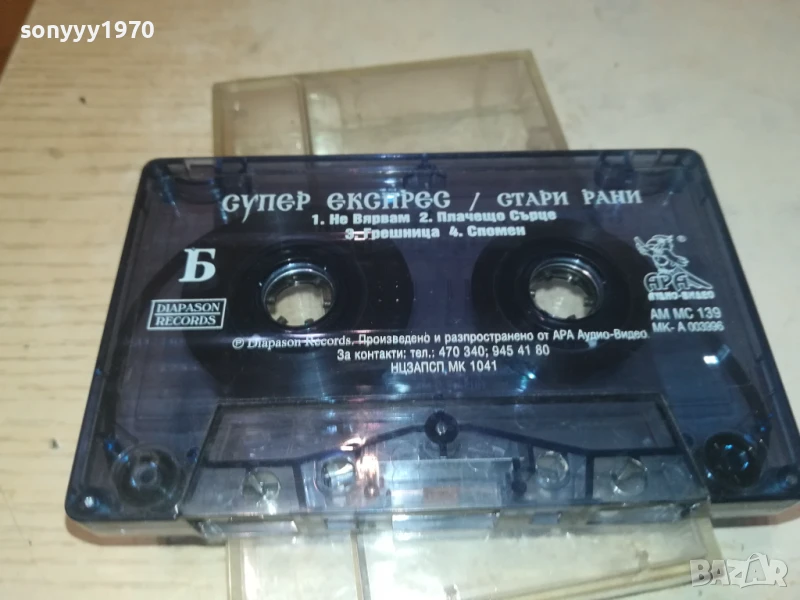 sonyyy1970
СУПЕР ЕКСПРЕС / СТАРИ РАНИ
1. Не Вярвам 2. Плачещо Сърце
3. Грешница 4. Спомен
Б
DIAPASON
RECORDS
АРА
АУДИО-ВИДЕО
AM MC 139
MK- A 003996
℗ Diapason Records, Произведено и разпространено от АРА Аудио-Видео
За контакти: тел.: 470 340; 945 41 80
НЦЗАПСП МК 1041
BAZAR